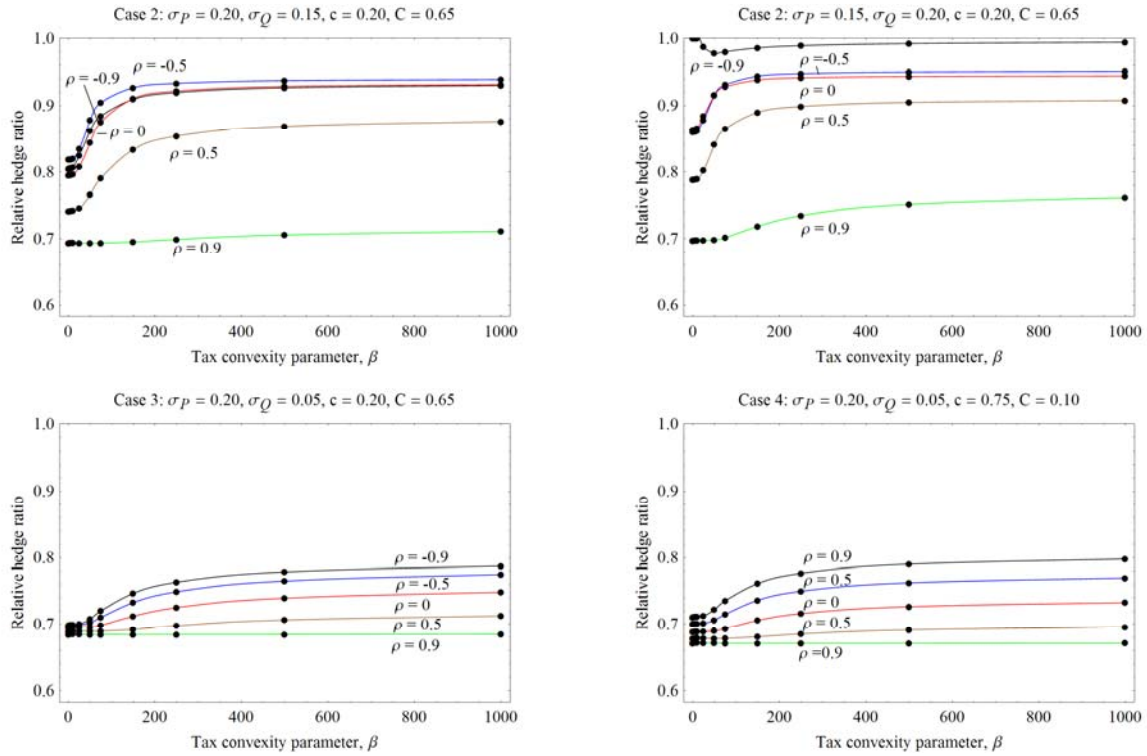 Case 2: σP = 0.20, σQ = 0.15, c = 0.20, C = 0.65
1.0
0.9
0.8
0.7
0.6
Relative hedge ratio
ρ = -0.9
ρ = -0.5
ρ = 0
ρ = 0.5
ρ = 0.9
0 200 400 600 800 1000
Tax convexity parameter, β
Case 2: σP = 0.15, σQ = 0.20, c = 0.20, C = 0.65
1.0
0.9
0.8
0.7
0.6
Relative hedge ratio
ρ = -0.9
ρ = -0.5
ρ = 0
ρ = 0.5
ρ = 0.9
0 200 400 600 800 1000
Tax convexity parameter, β
Case 3: σP = 0.20, σQ = 0.05, c = 0.20, C = 0.65
1.0
0.9
0.8
0.7
0.6
Relative hedge ratio
ρ = -0.9
ρ = -0.5
ρ = 0
ρ = 0.5
ρ = 0.9
0 200 400 600 800 1000
Tax convexity parameter, β
Case 4: σP = 0.20, σQ = 0.05, c = 0.75, C = 0.10
1.0
0.9
0.8
0.7
0.6
Relative hedge ratio
ρ = 0.9
ρ = 0.5
ρ = 0
ρ = 0.5
ρ=0.9
0 200 400 600 800 1000
Tax convexity parameter, β